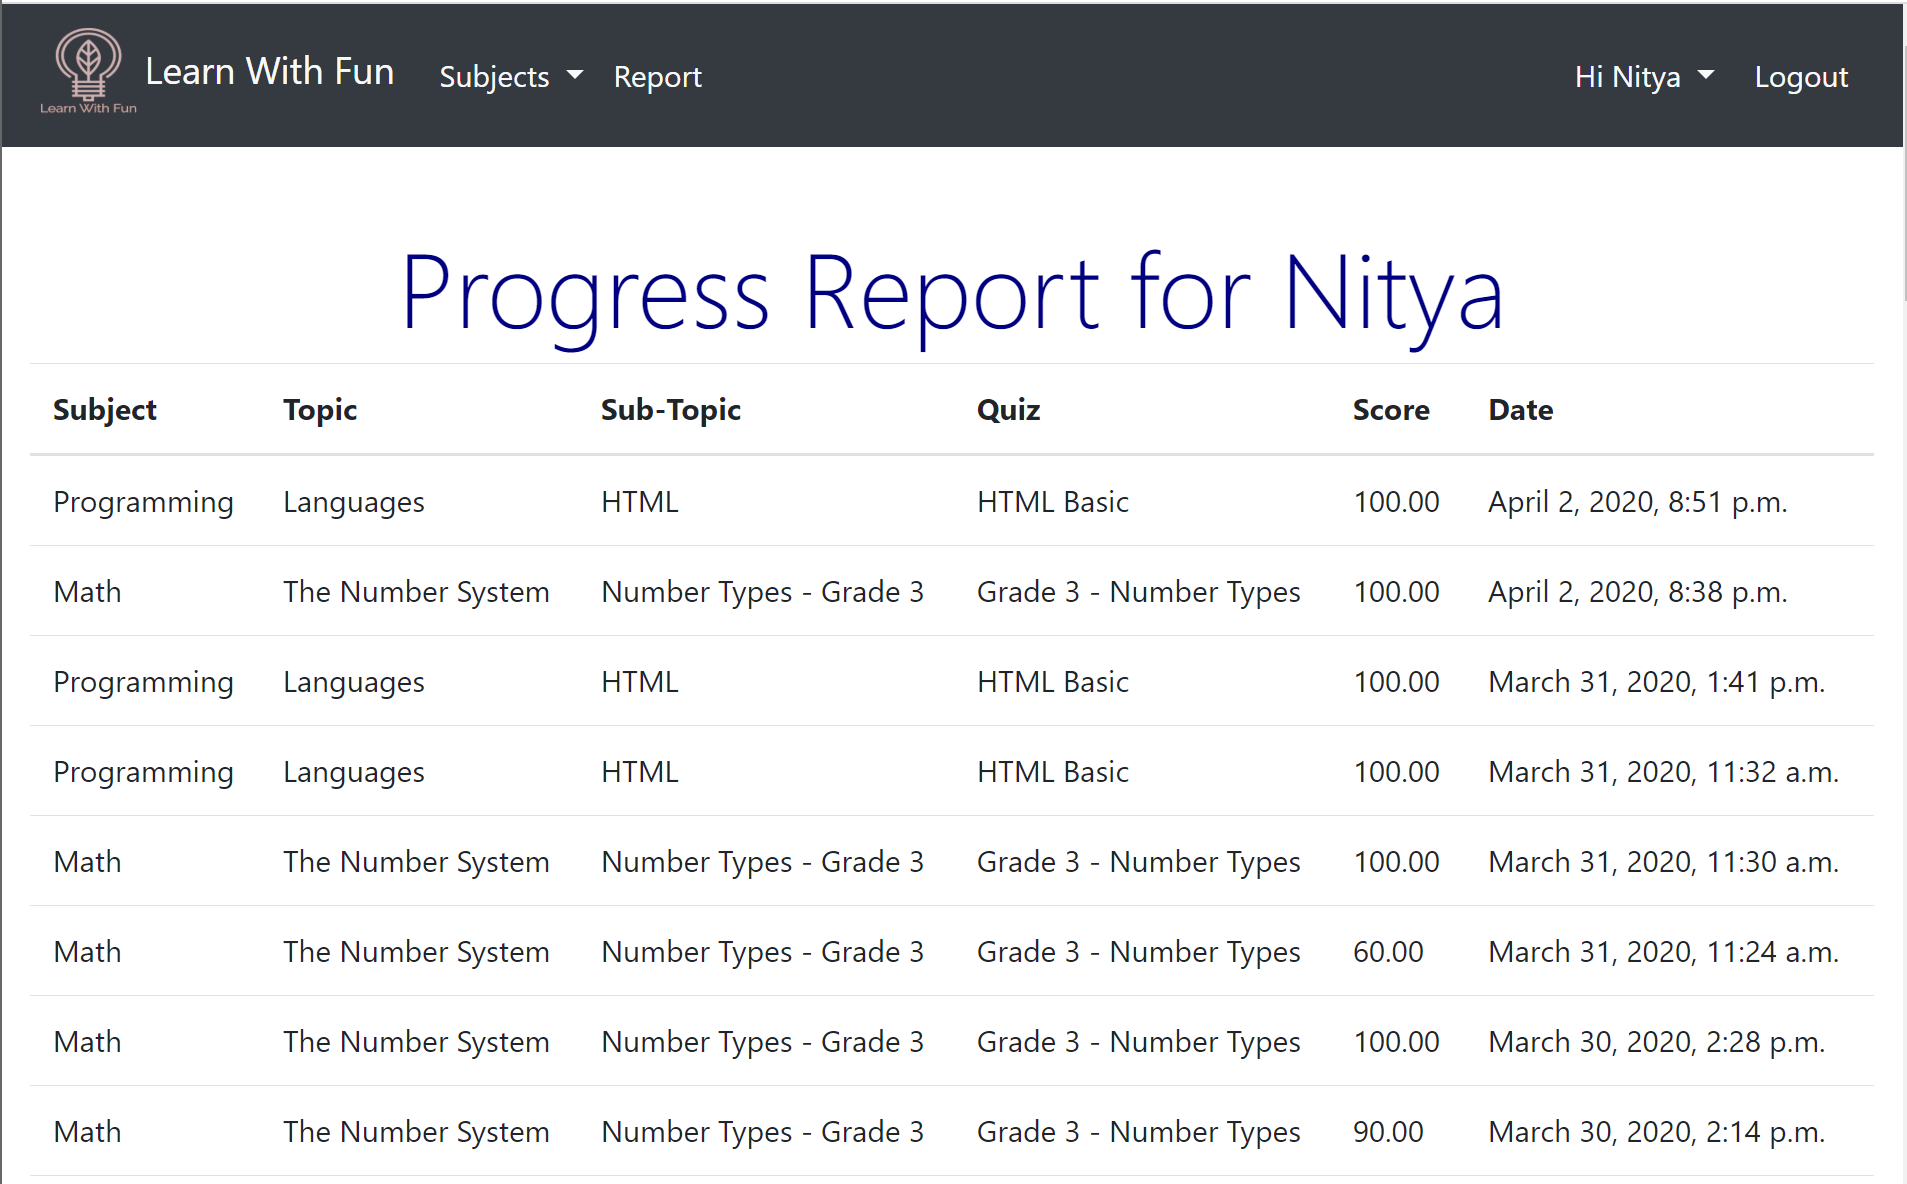 Learn With Fun
Learn With Fun Subjects Report Hi Nitya Logout
Progress Report for Nitya
Subject Topic Sub-Topic Quiz Score Date
Programming Languages HTML HTML Basic 100.00 April 2, 2020, 8:51 p.m.
Math The Number System Number Types - Grade 3 Grade 3 - Number Types 100.00 April 2, 2020, 8:38 p.m.
Programming Languages HTML HTML Basic 100.00 March 31, 2020, 1:41 p.m.
Programming Languages HTML HTML Basic 100.00 March 31, 2020, 11:32 a.m.
Math The Number System Number Types - Grade 3 Grade 3 - Number Types 100.00 March 31, 2020, 11:30 a.m.
Math The Number System Number Types - Grade 3 Grade 3 - Number Types 60.00 March 31, 2020, 11:24 a.m.
Math The Number System Number Types - Grade 3 Grade 3 - Number Types 100.00 March 30, 2020, 2:28 p.m.
Math The Number System Number Types - Grade 3 Grade 3 - Number Types 90.00 March 30, 2020, 2:14 p.m.